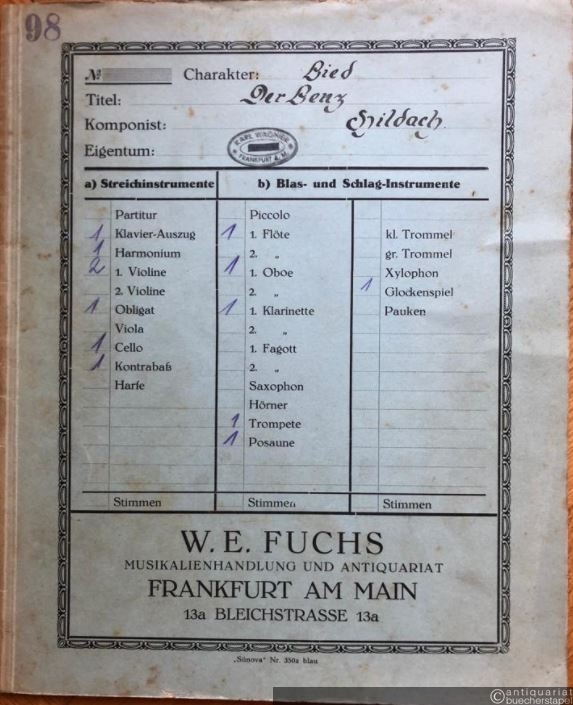 98
№ Charakter: Lied
Titel: Der Lenz
Komponist: Hildach
Eigentum: KARL WAGNER FRANKFURT A. M.
a) Streichinstrumente b) Blas- und Schlag-Instrumente
Partitur
1 Klavier-Auszug
1 Harmonium
2 1. Violine
2. Violine
1 Obligat
Viola
1 Cello
1 Kontrabaß
Harfe
Stimmen
Piccolo
1 1. Flöte
2. „
1 1. Oboe
2. „
1 1. Klarinette
2. „
1. Fagott
2. „
Saxophon
Hörner
1 Trompete
1 Posaune
Stimmen
kl. Trommel
gr. Trommel
Xylophon
1 Glockenspiel
Pauken
Stimmen
W. E. FUCHS
MUSIKALIENHANDLUNG UND ANTIQUARIAT
FRANKFURT AM MAIN
13a BLEICHSTRASSE 13a
„Sünova" Nr. 350a blau
© antiquariat
buecherstapel